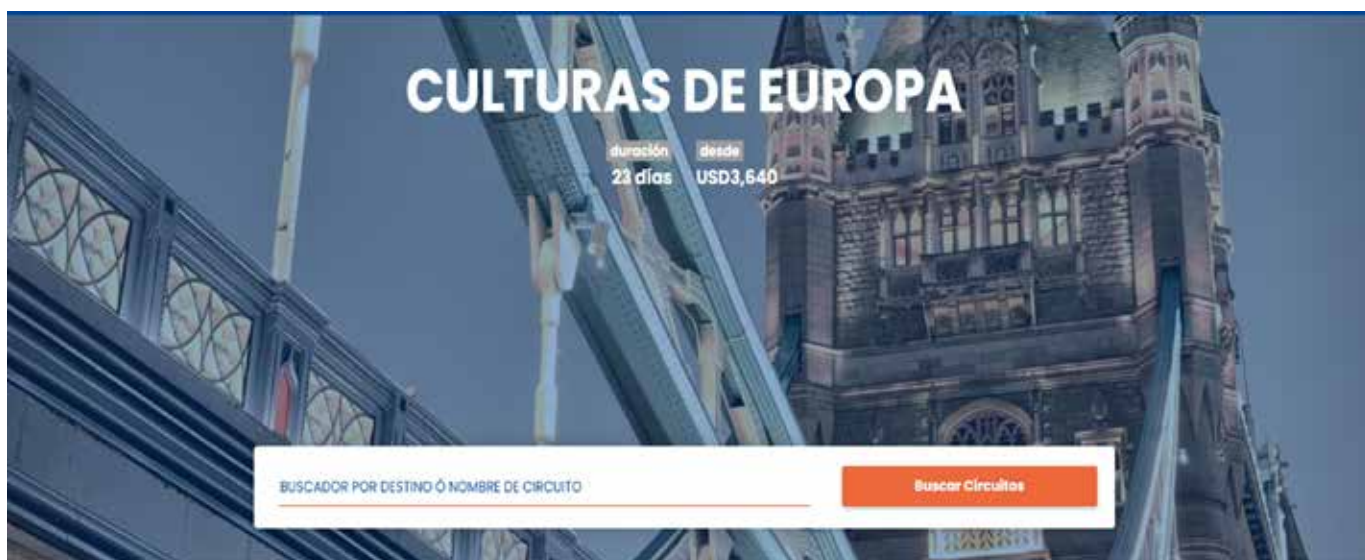 CULTURAS DE EUROPA
duración desde
23 días USD3,640
BUSCADOR POR DESTINO Ó NOMBRE DE CIRCUITO
Buscar Circuitos